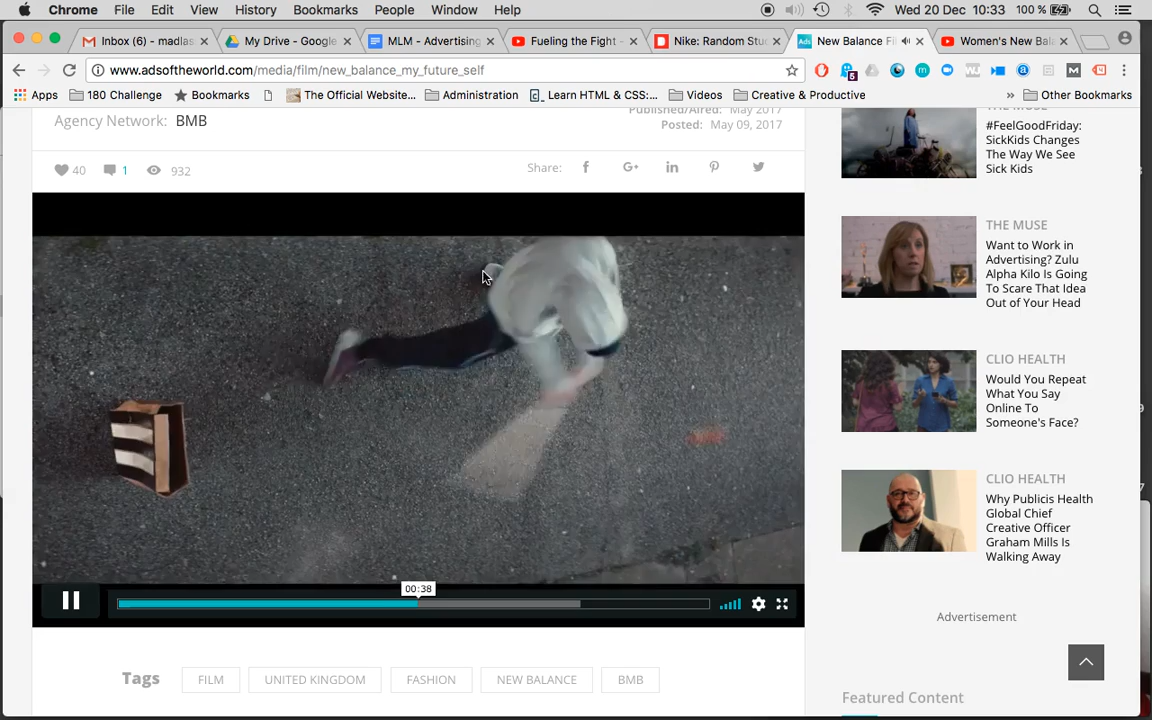 Chrome File Edit View History Bookmarks People Window Help Wed 20 Dec 10:33 100 %
Inbox (6) - madlas
My Drive - Google
MLM - Advertising
Fueling the Fight -
Nike: Random Stu
New Balance Fi
Women's New Bal
www.adsoftheworld.com/media/film/new_balance_my_future_self
5
Apps 180 Challenge Bookmarks The Official Website... Administration Learn HTML & CSS:... Videos Creative & Productive » Other Bookmarks
Published/Aired: May 2017
Agency Network: BMB
Posted: May 09, 2017
40 1 932
Share:
THE MUSE
#FeelGoodFriday:
SickKids Changes
The Way We See
Sick Kids
THE MUSE
Want to Work in
Advertising? Zulu
Alpha Kilo Is Going
To Scare That Idea
Out of Your Head
CLIO HEALTH
Would You Repeat
What You Say
Online To
Someone's Face?
CLIO HEALTH
Why Publicis Health
Global Chief
Creative Officer
Graham Mills Is
Walking Away
00:38
Advertisement
Tags FILM UNITED KINGDOM FASHION NEW BALANCE BMB
Featured Content